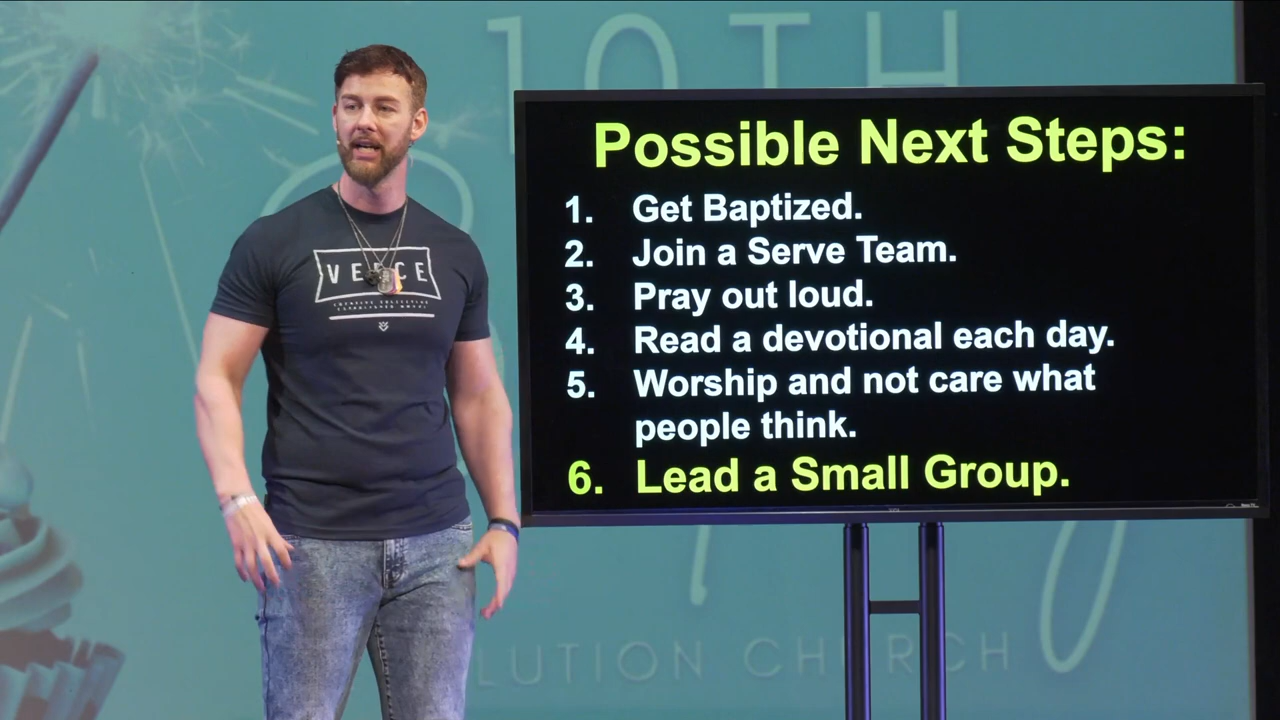 10TH
Possible Next Steps:
1. Get Baptized.
2. Join a Serve Team.
3. Pray out loud.
4. Read a devotional each day.
5. Worship and not care what
people think.
6. Lead a Small Group.
LUTION CHURCH